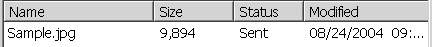 Name Size Status Modified
Sample.jpg 9,894 Sent 08/24/2004 09:...